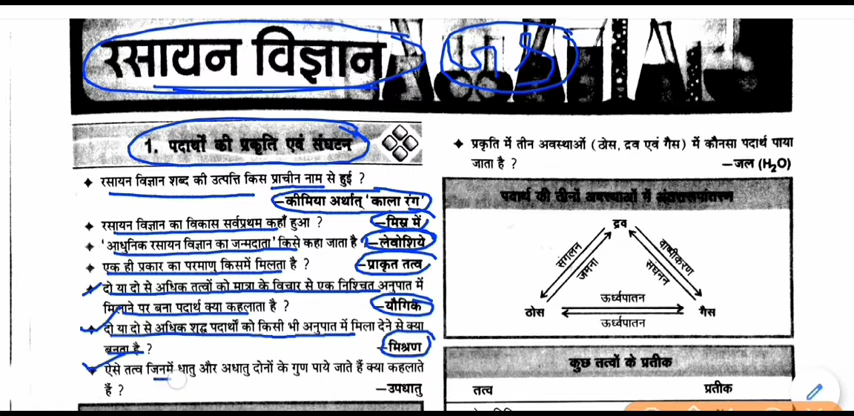 रसायन विज्ञान
1. पदार्थों की प्रकृति एवं संघटन
✦ रसायन विज्ञान शब्द की उत्पत्ति किस प्राचीन नाम से हुई ?
–कीमिया अर्थात् 'काला रंग'
✦ रसायन विज्ञान का विकास सर्वप्रथम कहाँ हुआ ? –मिस्र में
✦ 'आधुनिक रसायन विज्ञान का जन्मदाता' किसे कहा जाता है –लेवोशिये
✦ एक ही प्रकार का परमाणु किसमें मिलता है ? –प्राकृत तत्व
✦ दो या दो से अधिक तत्वों को मात्रा के विचार से एक निश्चित अनुपात में
मिलाने पर बना पदार्थ क्या कहलाता है ? –यौगिक
✦ दो या दो से अधिक शुद्ध पदार्थों को किसी भी अनुपात में मिला देने से क्या
बनता है ? –मिश्रण
✦ ऐसे तत्व जिनमें धातु और अधातु दोनों के गुण पाये जाते हैं क्या कहलाते
हैं ? –उपधातु
✦ प्रकृति में तीन अवस्थाओं (ठोस, द्रव एवं गैस) में कौनसा पदार्थ पाया
जाता है ? –जल (H₂O)
पदार्थ की तीनों अवस्थाओं में अंतरारूपांतरण
द्रव
संगलन
जमना
वाष्पीकरण
संघनन
ऊर्ध्वपातन
ठोस गैस
ऊर्ध्वपातन
कुछ तत्वों के प्रतीक
तत्व प्रतीक